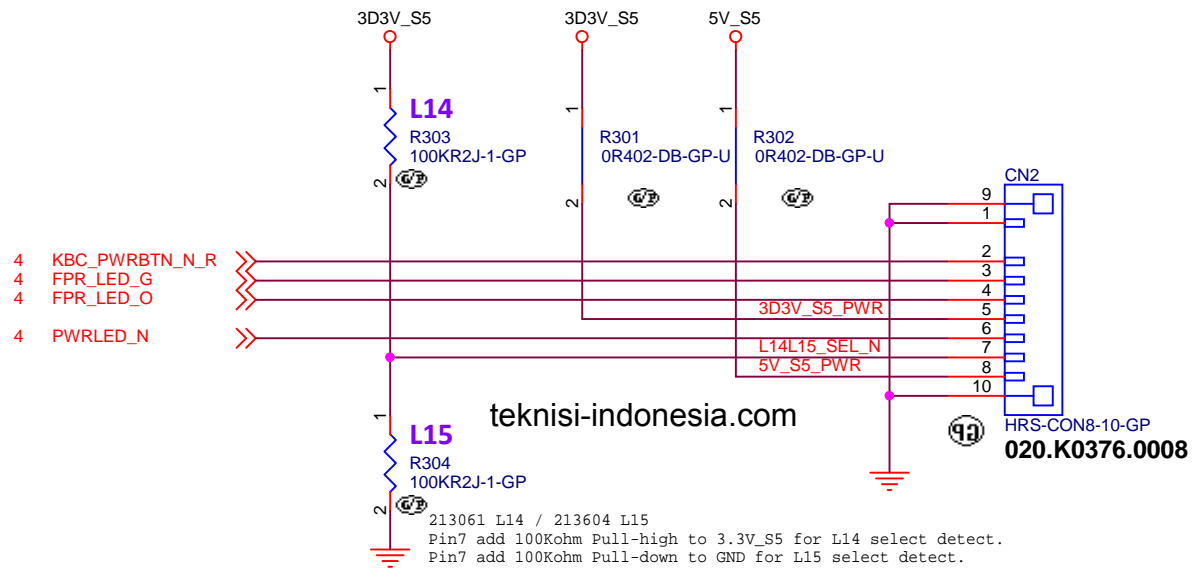 3D3V_S5 3D3V_S5 5V_S5
1 1 1
L14
R303
100KR2J-1-GP
R301
0R402-DB-GP-U
R302
0R402-DB-GP-U
2 G/P 2 G/P 2 G/P
CN2
9
1
4 KBC_PWRBTN_N_R 2
4 FPR_LED_G 3
4 FPR_LED_O 4
3D3V_S5_PWR 5
4 PWRLED_N 6
L14L15_SEL_N 7
5V_S5_PWR 8
10
1
teknisi-indonesia.com
HRS-CON8-10-GP
020.K0376.0008
L15
R304
100KR2J-1-GP
2 G/P
213061 L14 / 213604 L15
Pin7 add 100Kohm Pull-high to 3.3V_S5 for L14 select detect.
Pin7 add 100Kohm Pull-down to GND for L15 select detect.